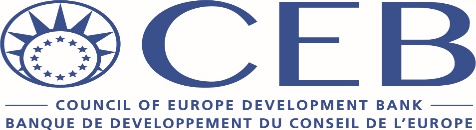 CEB
COUNCIL OF EUROPE DEVELOPMENT BANK
BANQUE DE DEVELOPPEMENT DU CONSEIL DE L'EUROPE